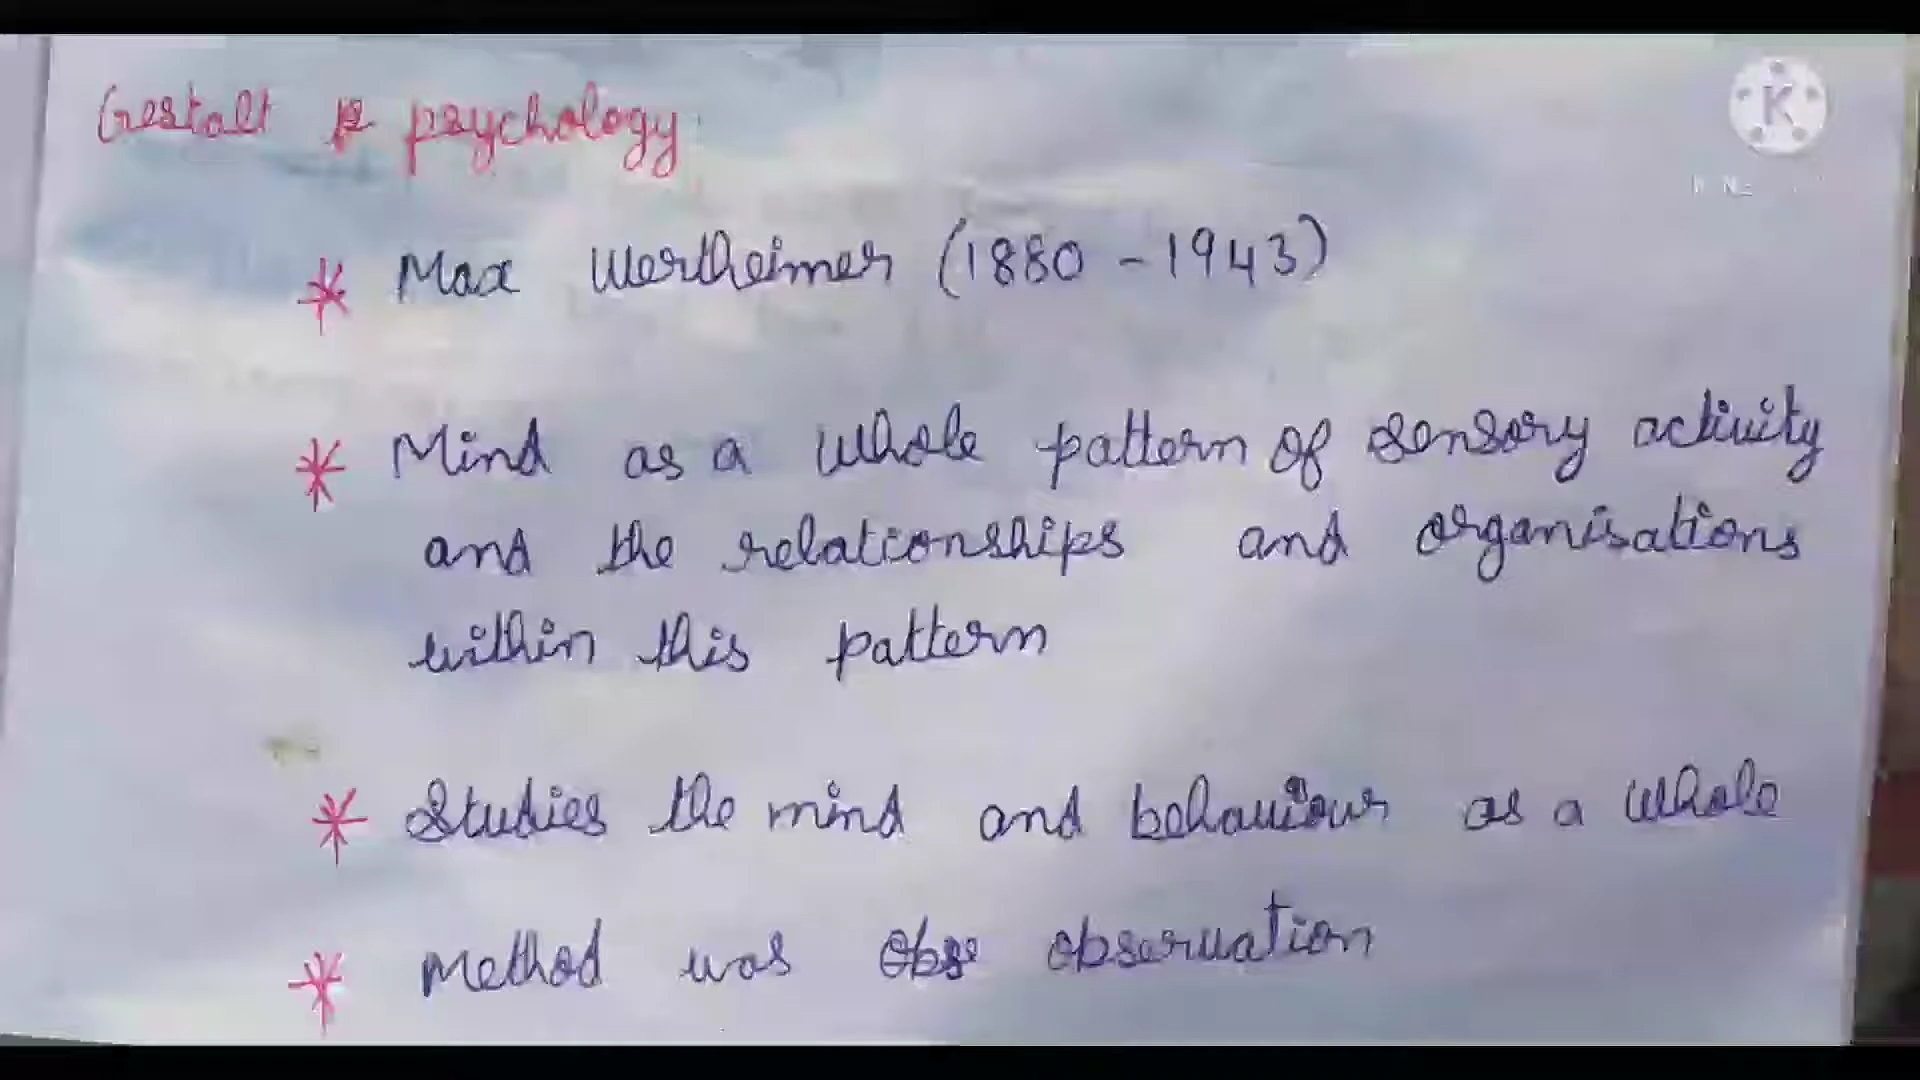 Gestalt psychology
* Max Wertheimer (1880 - 1943)
* Mind as a whole pattern of sensory activity
and the relationships and organisations
within this pattern
* Studies the mind and behaviour as a whole
* Method was Obse observation
K